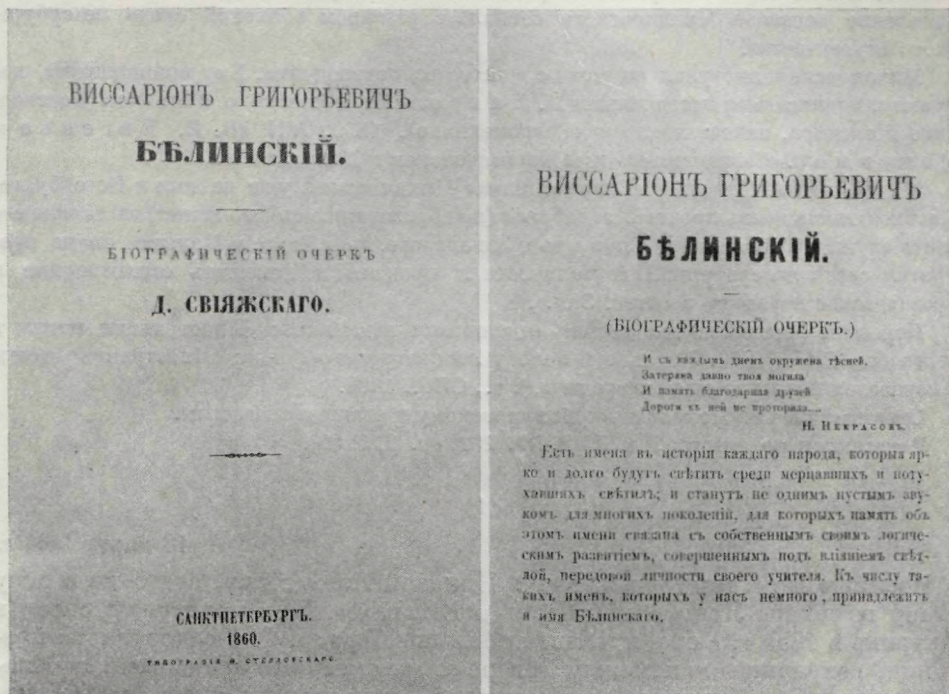 ВИССАРІОНЪ ГРИГОРЬЕВИЧЪ
БѢЛИНСКІЙ.
БІОГРАФИЧЕСКІЙ ОЧЕРКЪ
Д. СВІЯЖСКАГО.
САНКТПЕТЕРБУРГЪ.
1860.
ТИПОГРАФІЯ Ѳ. СТЕЛЛОВСКАГО.
ВИССАРІОНЪ ГРИГОРЬЕВИЧЪ
БѢЛИНСКІЙ.
(БІОГРАФИЧЕСКІЙ ОЧЕРКЪ.)
И съ каждымъ днемъ окружена тѣсней,
Затеряна давно твоя могила
И память благодарная друзей
Дороги къ ней не проторила....
Н. Некрасовъ.
Есть имена въ исторіи каждаго народа, которыя яр-
ко и долго будутъ свѣтить среди мерцавшихъ и поту-
хавшихъ свѣтилъ; и станутъ не однимъ пустымъ зву-
комъ для многихъ поколеній, для которыхъ память объ
этомъ имени связана съ собственнымъ своимъ логиче-
скимъ развитіемъ, совершеннымъ подъ вліяніемъ свѣт-
лой, передовой личности своего учителя. Къ числу та-
кихъ именъ, которыхъ у насъ немного, принадлежитъ
и имя Бѣлинскаго.